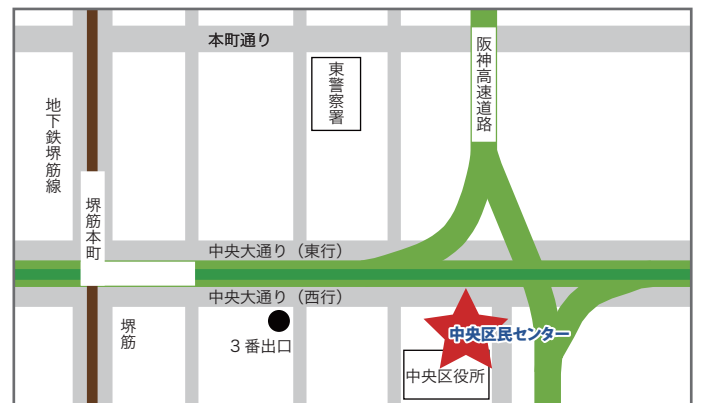 本町通り
阪神高速道路
東警察署
地下鉄堺筋線
堺筋本町
中央大通り（東行）
中央大通り（西行）
堺筋
３番出口
中央区民センター
中央区役所